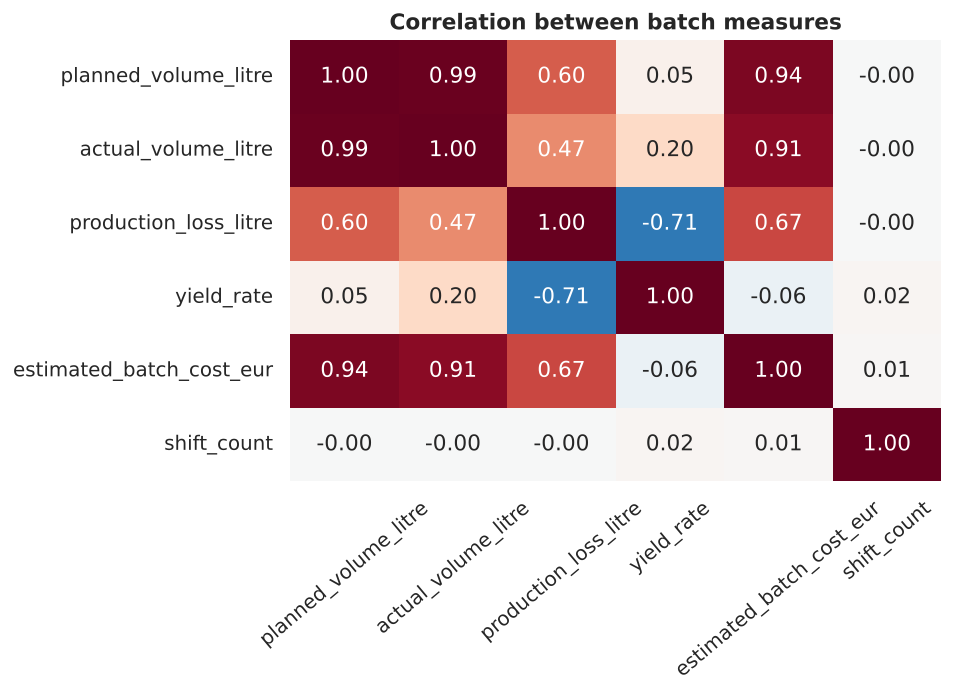 Correlation between batch measures
planned_volume_litre 1.00 0.99 0.60 0.05 0.94 -0.00
actual_volume_litre 0.99 1.00 0.47 0.20 0.91 -0.00
production_loss_litre 0.60 0.47 1.00 -0.71 0.67 -0.00
yield_rate 0.05 0.20 -0.71 1.00 -0.06 0.02
estimated_batch_cost_eur 0.94 0.91 0.67 -0.06 1.00 0.01
shift_count -0.00 -0.00 -0.00 0.02 0.01 1.00
planned_volume_litre
actual_volume_litre
production_loss_litre
yield_rate
estimated_batch_cost_eur
shift_count